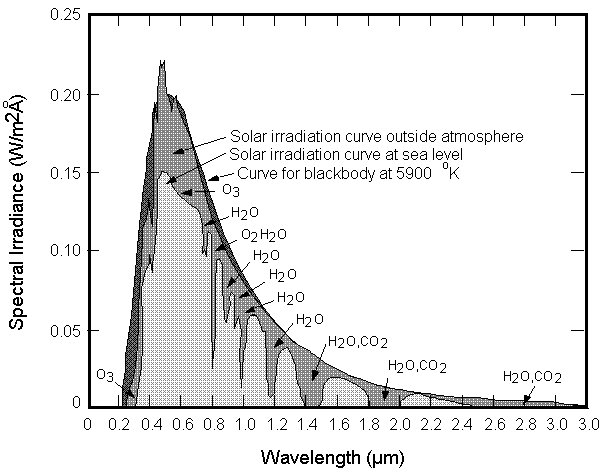 0.25
0.20
0.15
0.10
0.05
0
Spectral Irradiance (W/m2Å)
Solar irradiation curve outside atmosphere
Solar irradiation curve at sea level
Curve for blackbody at 5900 °K
O3
H2O
O2H2O
H2O
H2O
H2O
H2O
H2O,CO2
H2O,CO2
H2O,CO2
O3
0 0.2 0.4 0.6 0.8 1.0 1.2 1.4 1.6 1.8 2.0 2.2 2.4 2.6 2.8 3.0
Wavelength (µm)